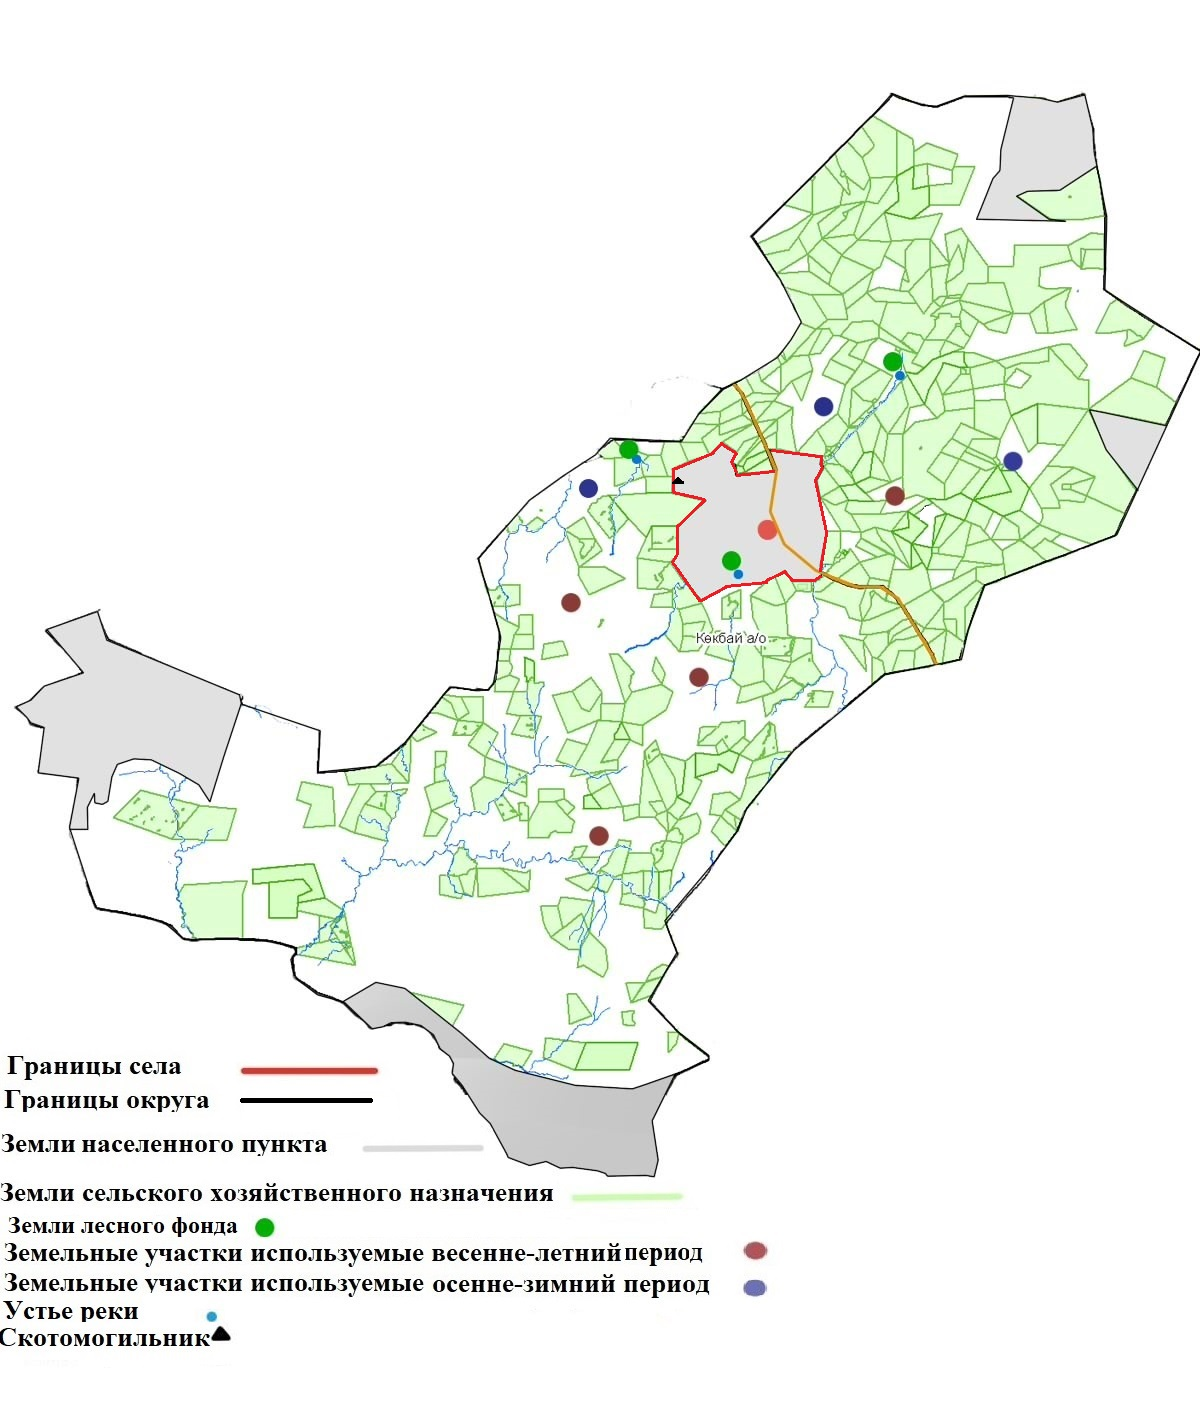 Көкбай а/о
Границы села
Границы округа
Земли населенного пункта
Земли сельского хозяйственного назначения
Земли лесного фонда
Земельные участки используемые весенне-летний период
Земельные участки используемые осенне-зимний период
Устье реки
Скотомогильник